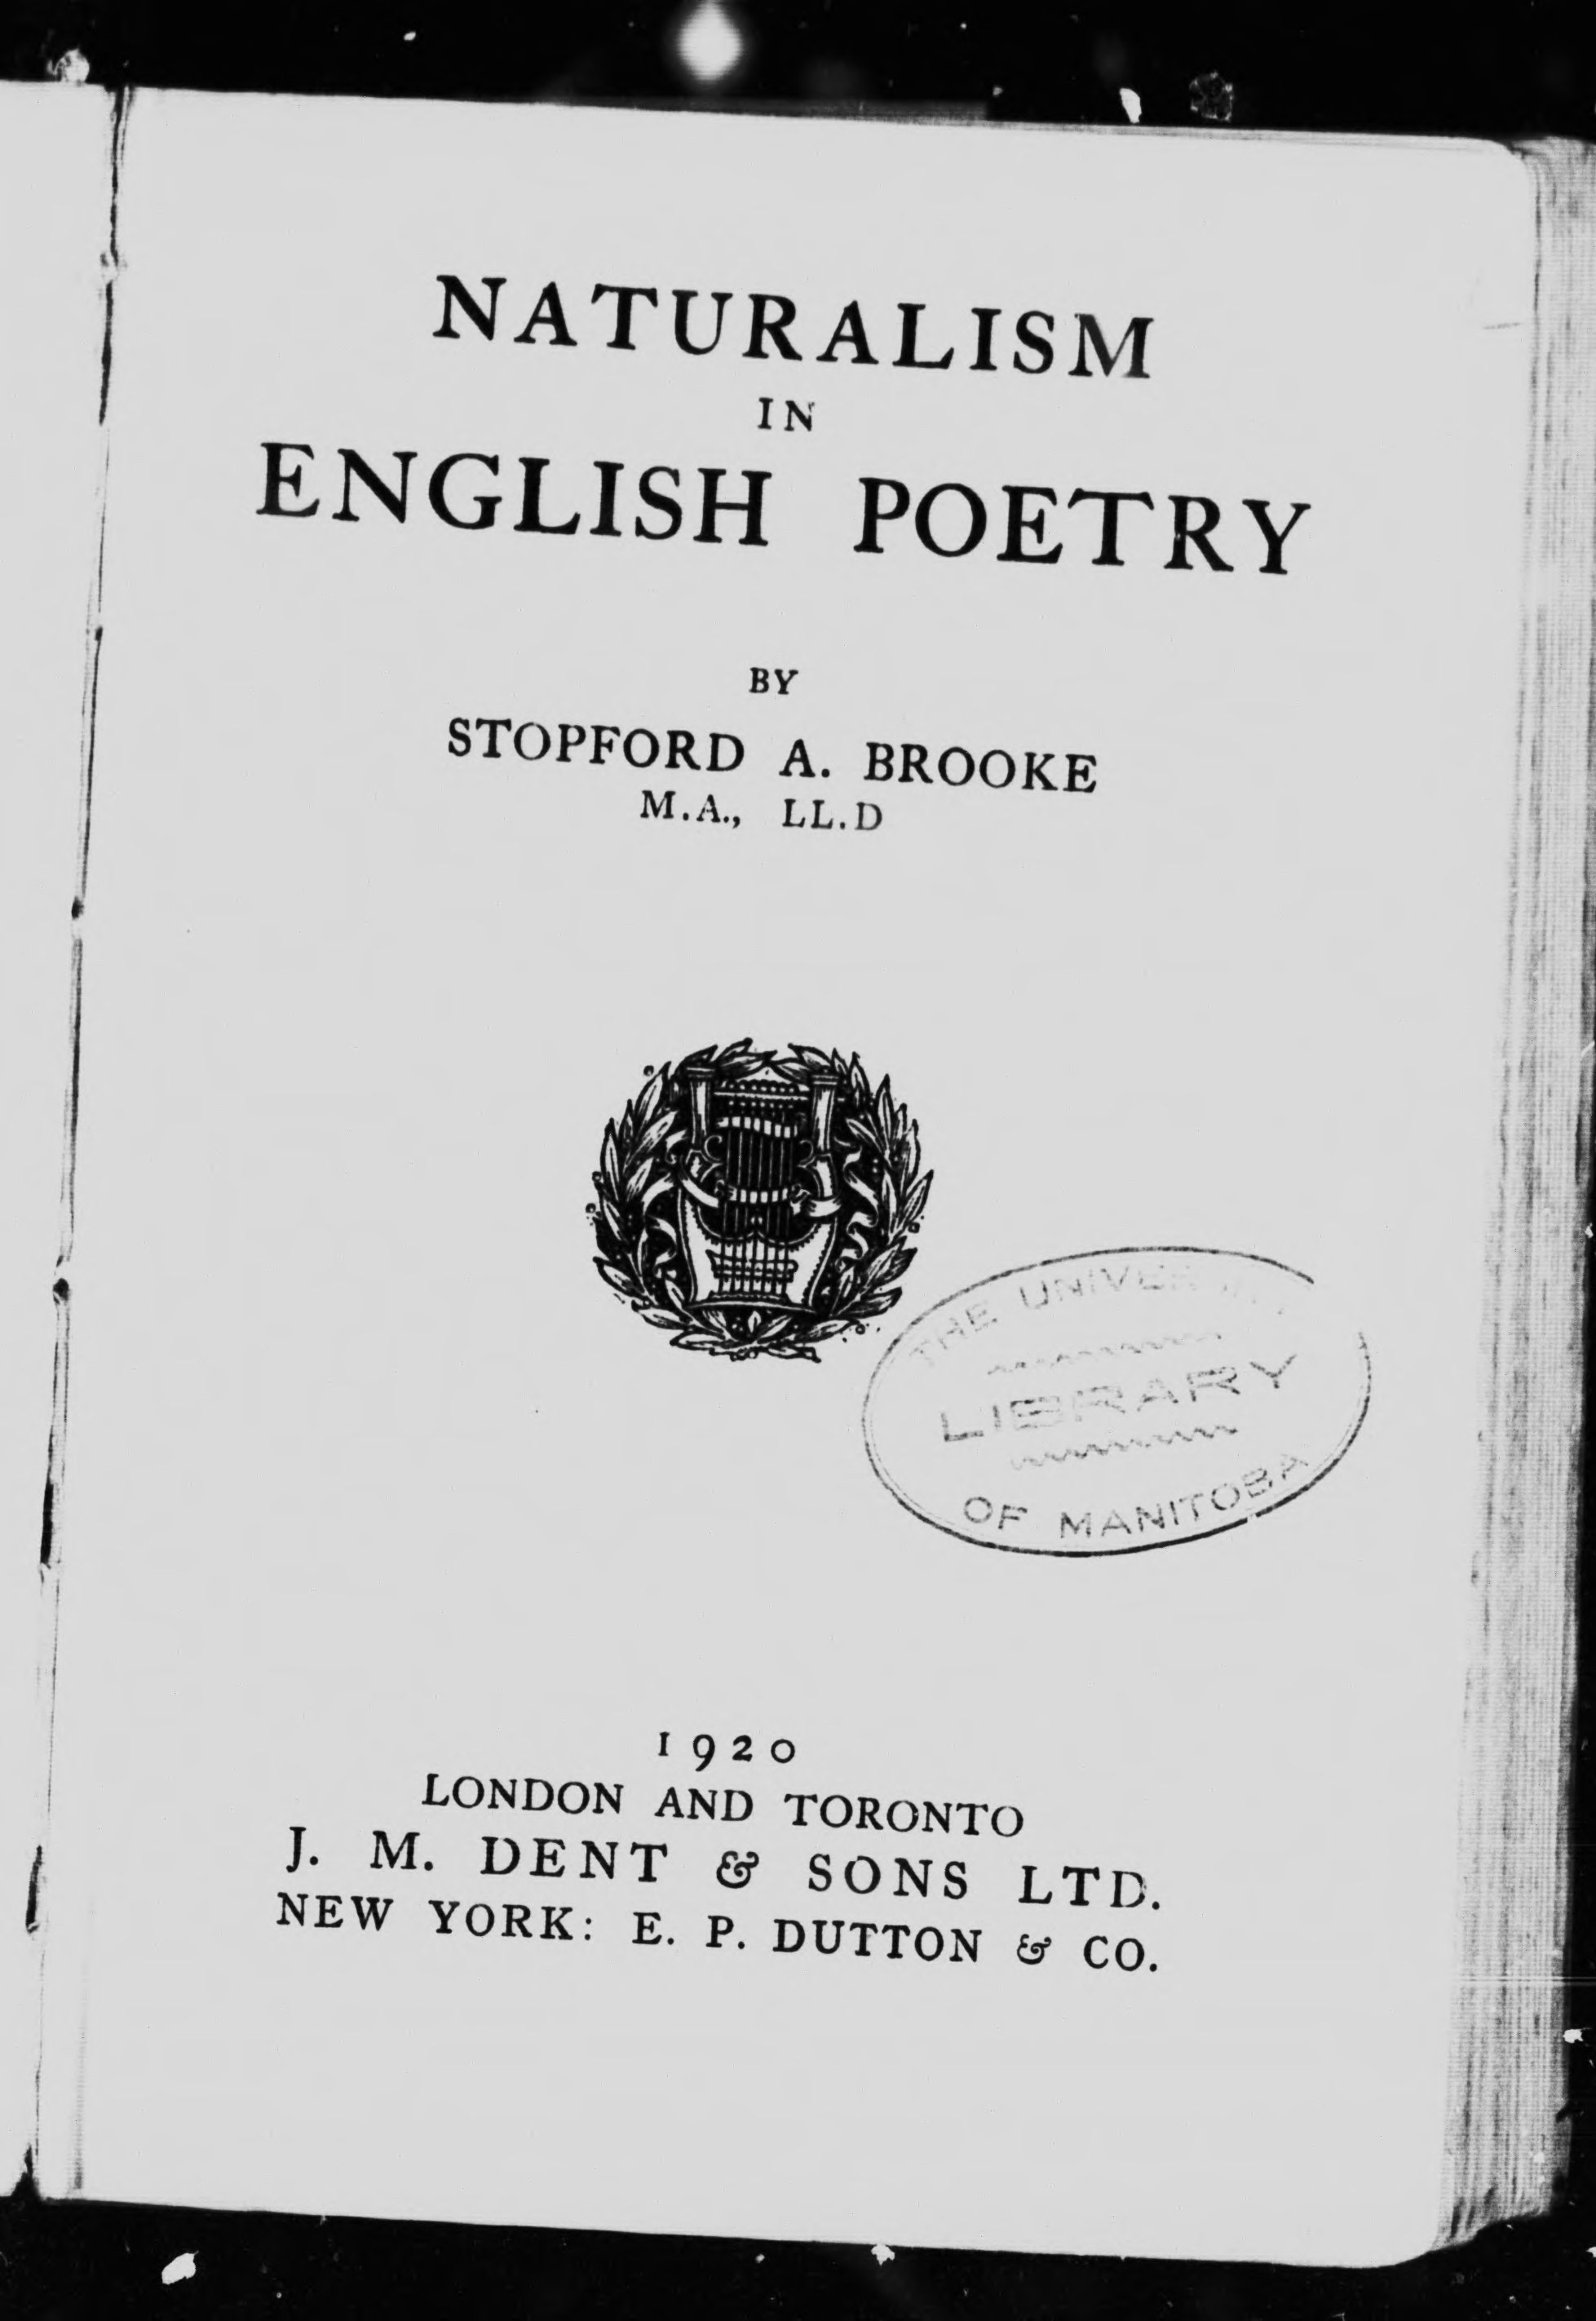 NATURALISM
IN
ENGLISH POETRY
BY
STOPFORD A. BROOKE
M.A., LL.D
THE
LIBRARY
OF MANITOBA
1920
LONDON AND TORONTO
J. M. DENT & SONS LTD.
NEW YORK: E. P. DUTTON & CO.